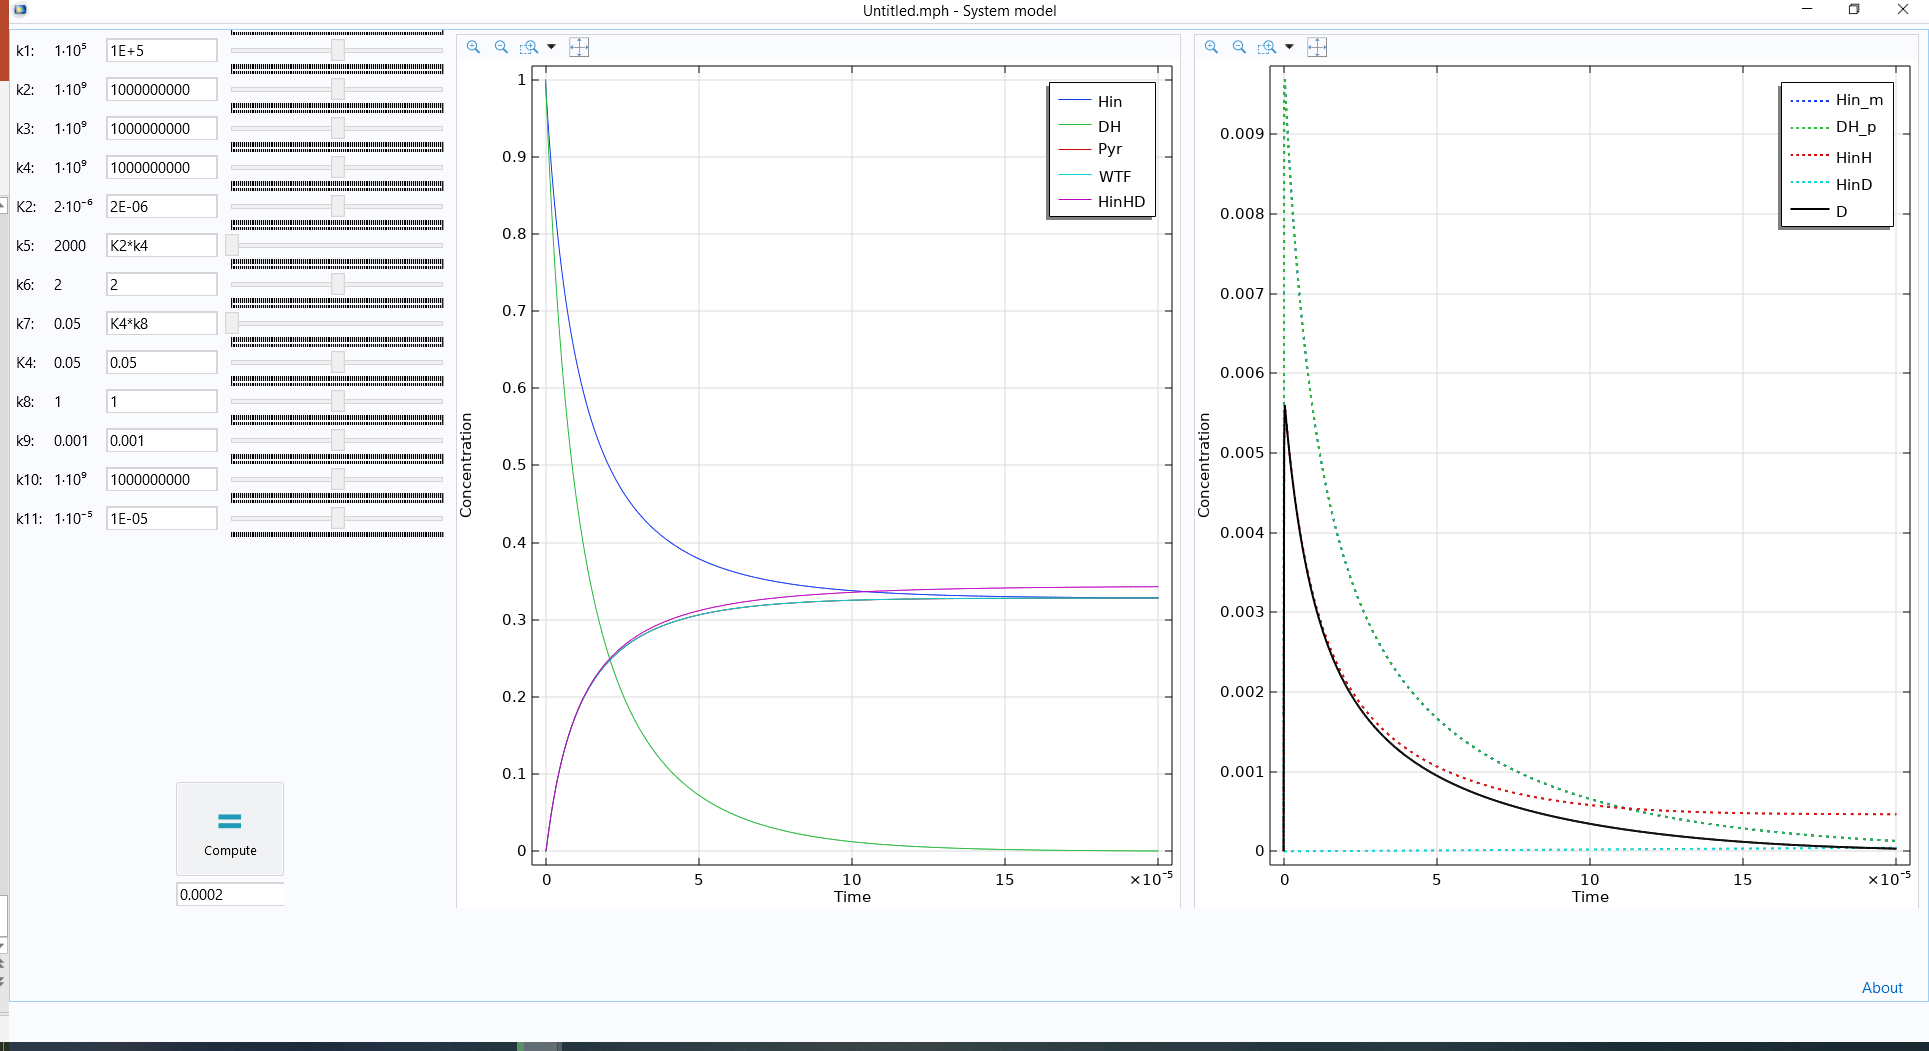 Untitled.mph - System model
k1: 1·10⁵ 1E+5
k2: 1·10⁹ 1000000000
k3: 1·10⁹ 1000000000
k4: 1·10⁹ 1000000000
K2: 2·10⁻⁶ 2E-06
k5: 2000 K2*k4
k6: 2 2
k7: 0.05 K4*k8
K4: 0.05 0.05
k8: 1 1
k9: 0.001 0.001
k10: 1·10⁹ 1000000000
k11: 1·10⁻⁵ 1E-05
Compute
0.0002
1
0.9
0.8
0.7
0.6
0.5
0.4
0.3
0.2
0.1
0
Concentration
0 5 10 15 ×10⁻⁵
Time
Hin
DH
Pyr
WTF
HinHD
0.009
0.008
0.007
0.006
0.005
0.004
0.003
0.002
0.001
0
Concentration
0 5 10 15 ×10⁻⁵
Time
Hin_m
DH_p
HinH
HinD
D
About